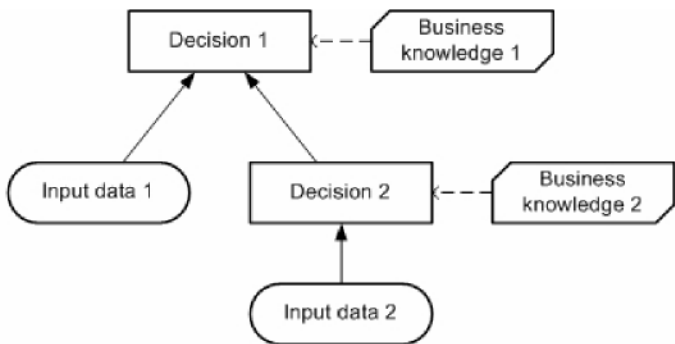 Decision 1
Business
knowledge 1
Input data 1
Decision 2
Business
knowledge 2
Input data 2